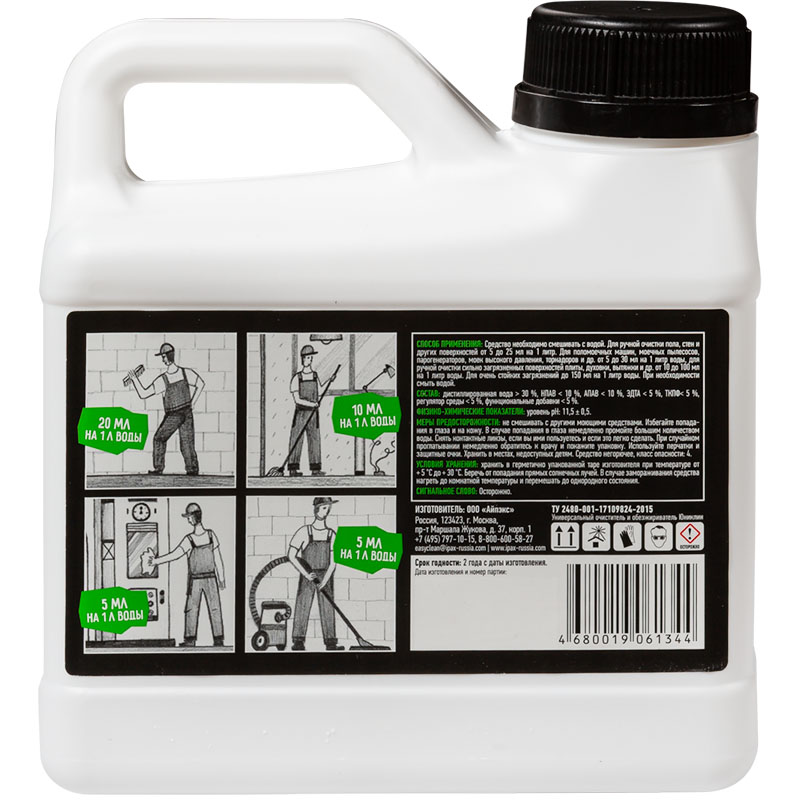 20 МЛ
НА 1 Л ВОДЫ
10 МЛ
НА 1 Л ВОДЫ
5 МЛ
НА 1 Л ВОДЫ
5 МЛ
НА 1 Л ВОДЫ
СПОСОБ ПРИМЕНЕНИЯ: Средство необходимо смешивать с водой. Для ручной очистки пола, стен и
других поверхностей от 5 до 25 мл на 1 литр. Для поломоечных машин, моечных пылесосов,
парогенераторов, моек высокого давления, торнадоров и др. от 5 до 30 мл на 1 литр воды, для
ручной очистки сильно загрязненных поверхностей плиты, духовки, вытяжки и др. от 10 до 100 мл
на 1 литр воды. Для очень стойких загрязнений до 150 мл на 1 литр воды. При необходимости
смыть водой.
СОСТАВ: дистиллированная вода > 30 %, НПАВ < 10 %, АПАВ < 10 %, ЭДТА < 5 %, ТКПФ< 5 %,
регулятор среды < 5 %, функциональные добавки < 5 %.
ФИЗИКО-ХИМИЧЕСКИЕ ПОКАЗАТЕЛИ: уровень pH: 11,5 ± 0,5.
МЕРЫ ПРЕДОСТОРОЖНОСТИ: не смешивать с другими моющими средствами. Избегайте попада-
ния в глаза и на кожу. В случае попадания в глаза немедленно промойте большим количеством
воды. Снять контактные линзы, если вы ими пользуетесь и если это легко сделать. При случайном
проглатывании немедленно обратитесь к врачу и покажите упаковку. Используйте перчатки и
защитные очки. Хранить в местах, недоступных детям. Средство негорючее, класс опасности: 4.
УСЛОВИЯ ХРАНЕНИЯ: хранить в герметично упакованной таре изготовителя при температуре от
+ 5 °С до + 30 °С. Беречь от попадания прямых солнечных лучей. В случае замораживания средства
нагреть до комнатной температуры и перемешать до однородного состояния.
СИГНАЛЬНОЕ СЛОВО: Осторожно.
ИЗГОТОВИТЕЛЬ: ООО «Айпэкс»
Россия, 123423, г. Москва,
пр-т Маршала Жукова, д. 37, корп. 1
+7 (495) 797-10-15, 8-800-600-58-27
easyclean@ipax-russia.com | www.ipax-russia.com
ТУ 2480-001-17109824-2015
Универсальный очиститель и обезжириватель Юниклин
ОСТОРОЖНО
Срок годности: 2 года с даты изготовления.
Дата изготовления и номер партии:
4 680019 061344